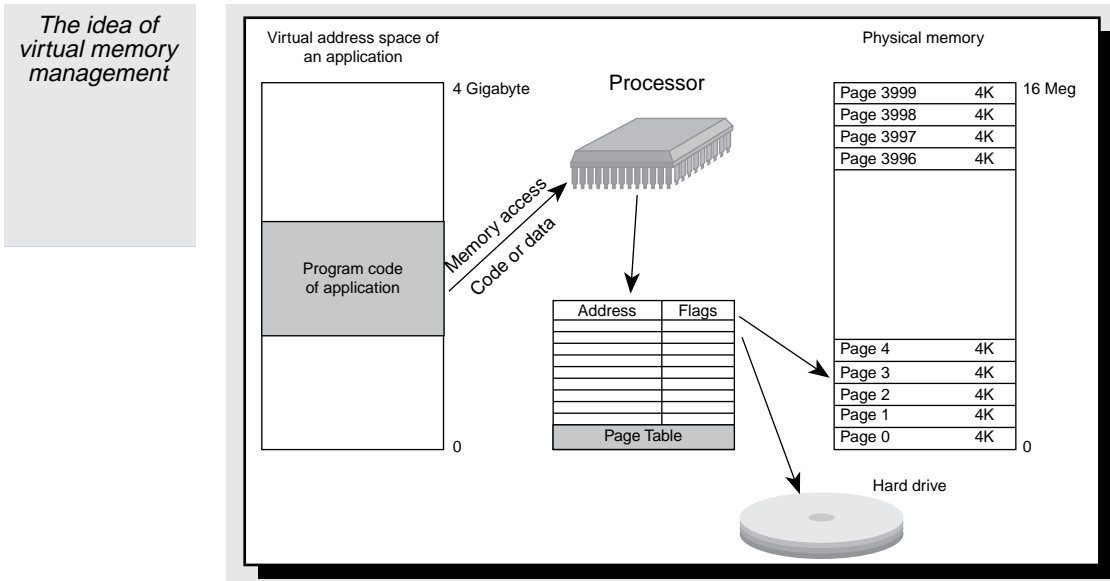 The idea of
virtual memory
management
Virtual address space of
an application
4 Gigabyte
Program code
of application
0
Memory access
Code or data
Processor
Address Flags
Page Table
Physical memory
16 Meg
Page 3999 4K
Page 3998 4K
Page 3997 4K
Page 3996 4K
Page 4 4K
Page 3 4K
Page 2 4K
Page 1 4K
Page 0 4K
0
Hard drive